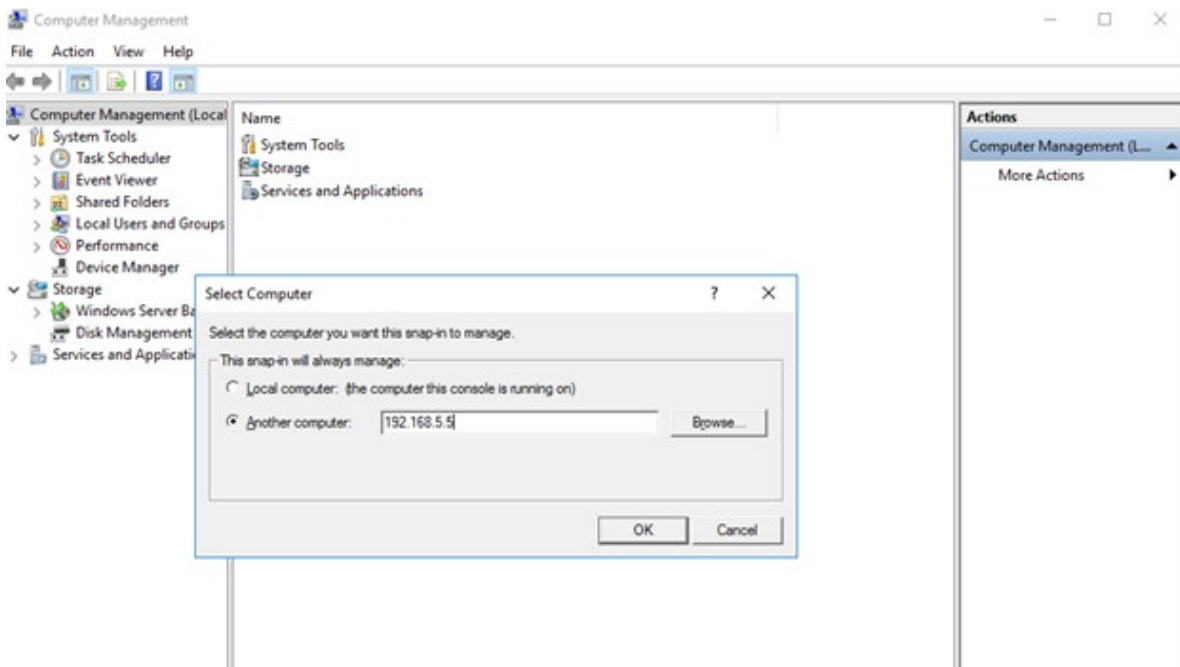 Computer Management
File Action View Help
Computer Management (Local
System Tools
Task Scheduler
Event Viewer
Shared Folders
Local Users and Groups
Performance
Device Manager
Storage
Windows Server Ba
Disk Management
Services and Applicati
Name
System Tools
Storage
Services and Applications
Actions
Computer Management (L...
More Actions
Select Computer
Select the computer you want this snap-in to manage.
This snap-in will always manage:
Local computer: (the computer this console is running on)
Another computer: 192.168.5.5 Browse...
OK Cancel